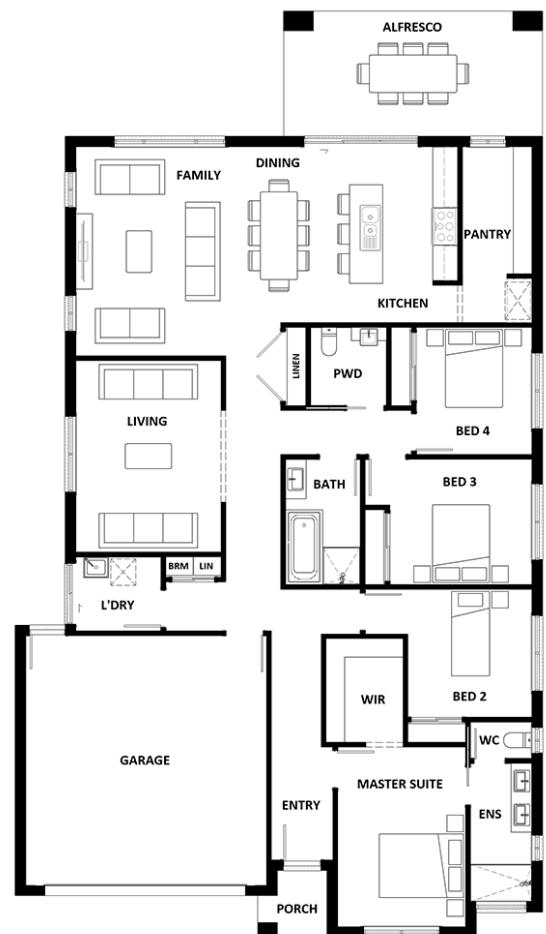 ALFRESCO
DINING
FAMILY
PANTRY
KITCHEN
LINEN
PWD
LIVING
BED 4
BATH
BED 3
BRM
LIN
L'DRY
WIR
BED 2
WC
GARAGE
MASTER SUITE
ENTRY
ENS
PORCH